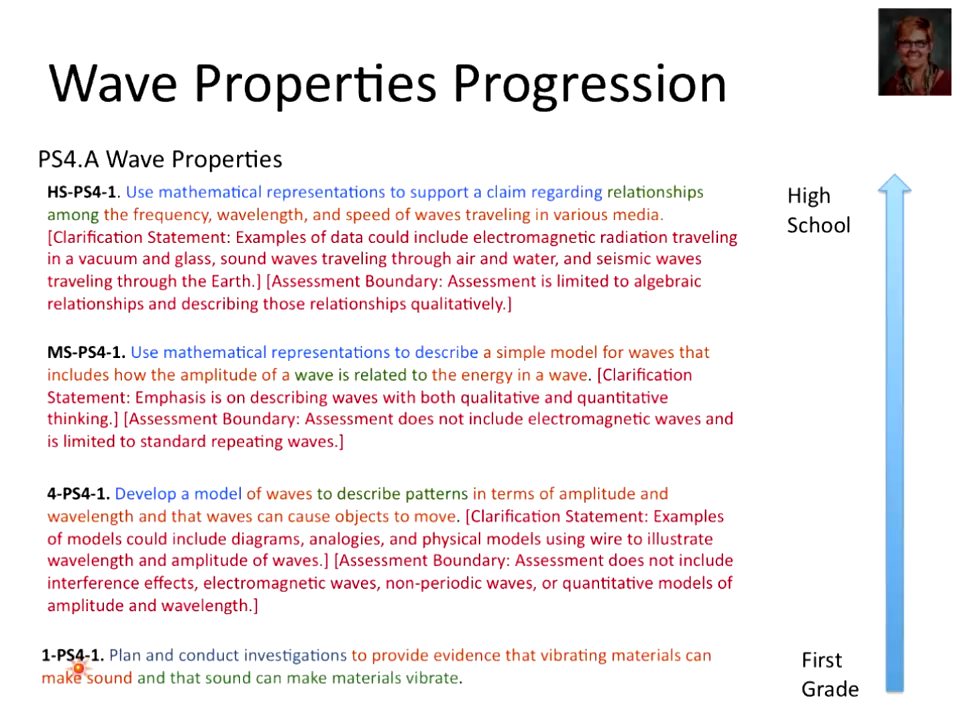 Wave Properties Progression
PS4.A Wave Properties
HS-PS4-1. Use mathematical representations to support a claim regarding relationships
among the frequency, wavelength, and speed of waves traveling in various media.
[Clarification Statement: Examples of data could include electromagnetic radiation traveling
in a vacuum and glass, sound waves traveling through air and water, and seismic waves
traveling through the Earth.] [Assessment Boundary: Assessment is limited to algebraic
relationships and describing those relationships qualitatively.]
High
School
MS-PS4-1. Use mathematical representations to describe a simple model for waves that
includes how the amplitude of a wave is related to the energy in a wave. [Clarification
Statement: Emphasis is on describing waves with both qualitative and quantitative
thinking.] [Assessment Boundary: Assessment does not include electromagnetic waves and
is limited to standard repeating waves.]
4-PS4-1. Develop a model of waves to describe patterns in terms of amplitude and
wavelength and that waves can cause objects to move. [Clarification Statement: Examples
of models could include diagrams, analogies, and physical models using wire to illustrate
wavelength and amplitude of waves.] [Assessment Boundary: Assessment does not include
interference effects, electromagnetic waves, non-periodic waves, or quantitative models of
amplitude and wavelength.]
1-PS4-1. Plan and conduct investigations to provide evidence that vibrating materials can
make sound and that sound can make materials vibrate.
First
Grade